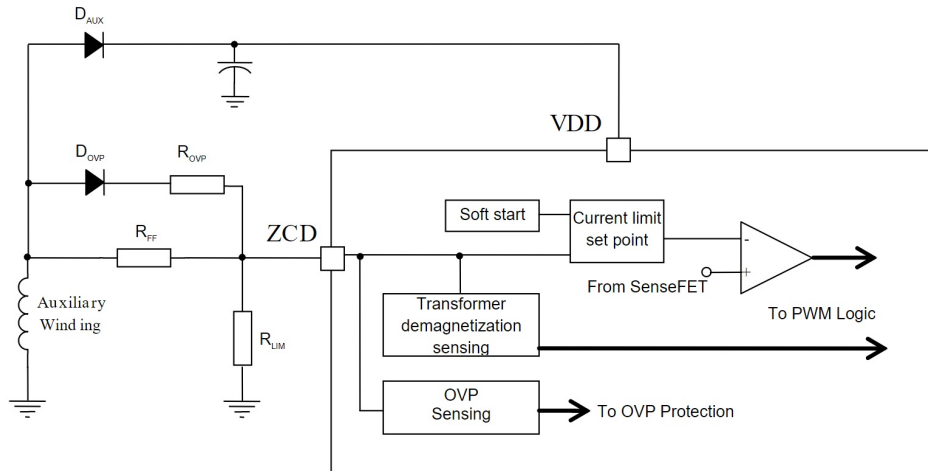 DAUX
VDD
DOVP
ROVP
Soft start
Current limit
set point
RFF
ZCD
-
+
From SenseFET
Auxiliary
Winding
Transformer
demagnetization
sensing
To PWM Logic
RLIM
OVP
Sensing
To OVP Protection